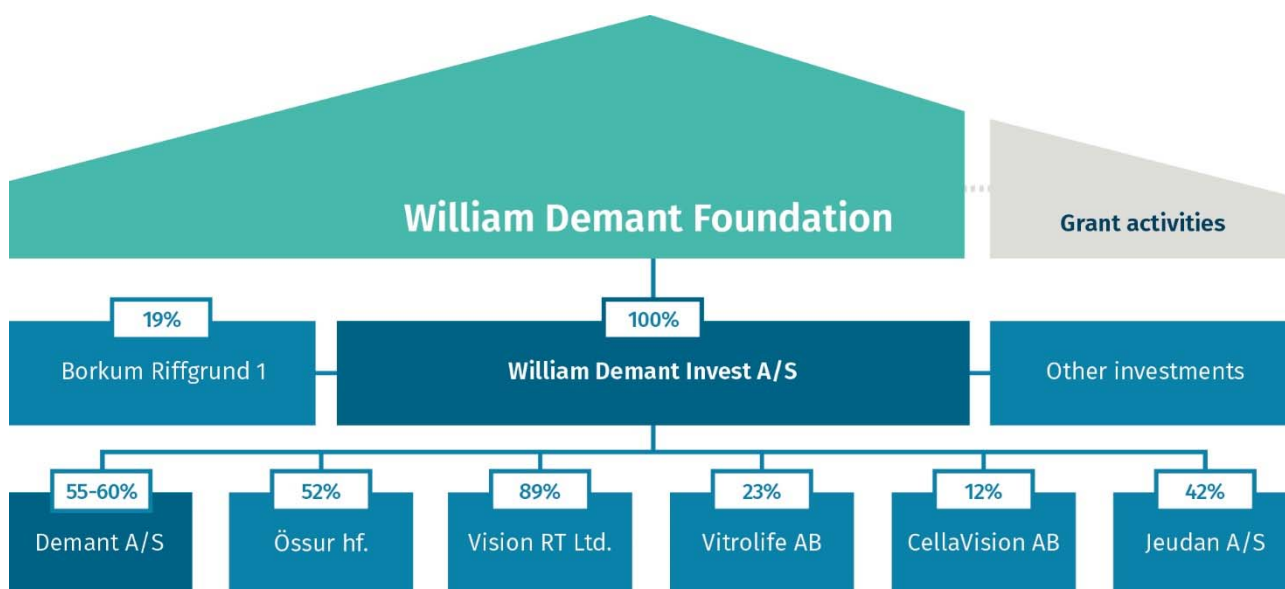 William Demant Foundation
Grant activities
19%
Borkum Riffgrund 1
100%
William Demant Invest A/S
Other investments
55-60%
Demant A/S
52%
Össur hf.
89%
Vision RT Ltd.
23%
Vitrolife AB
12%
CellaVision AB
42%
Jeudan A/S